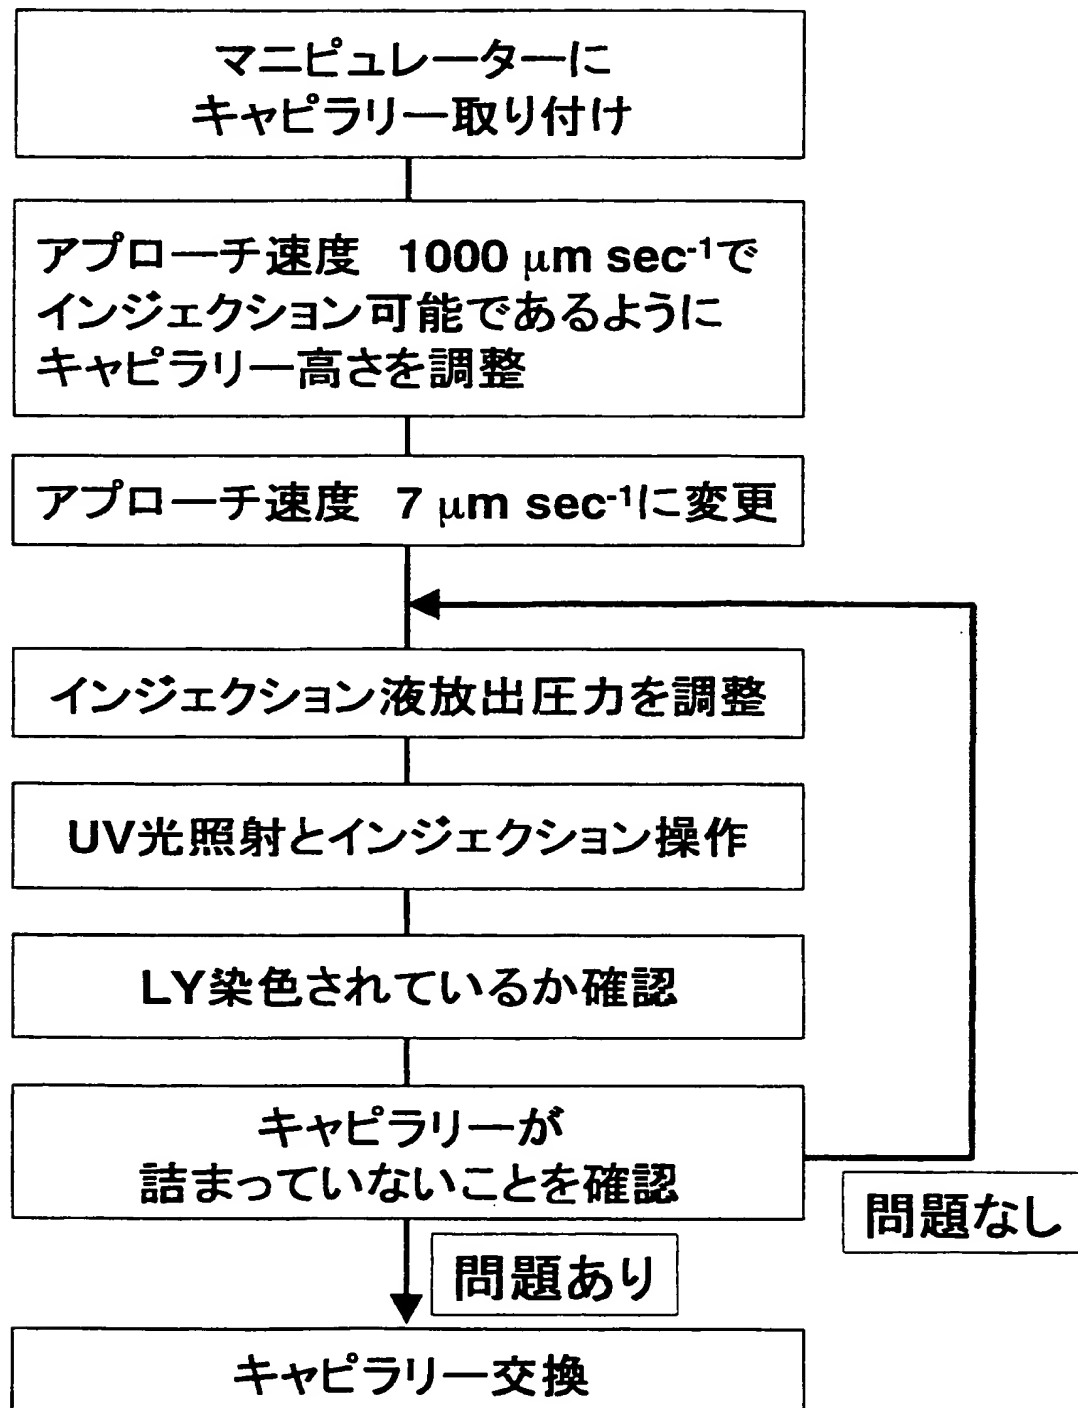 マニピュレーターに
キャピラリー取り付け
アプローチ速度 1000 μm sec⁻¹で
インジェクション可能であるように
キャピラリー高さを調整
アプローチ速度 7 μm sec⁻¹に変更
インジェクション液放出圧力を調整
UV光照射とインジェクション操作
LY染色されているか確認
キャピラリーが
詰まっていないことを確認
問題なし
問題あり
キャピラリー交換